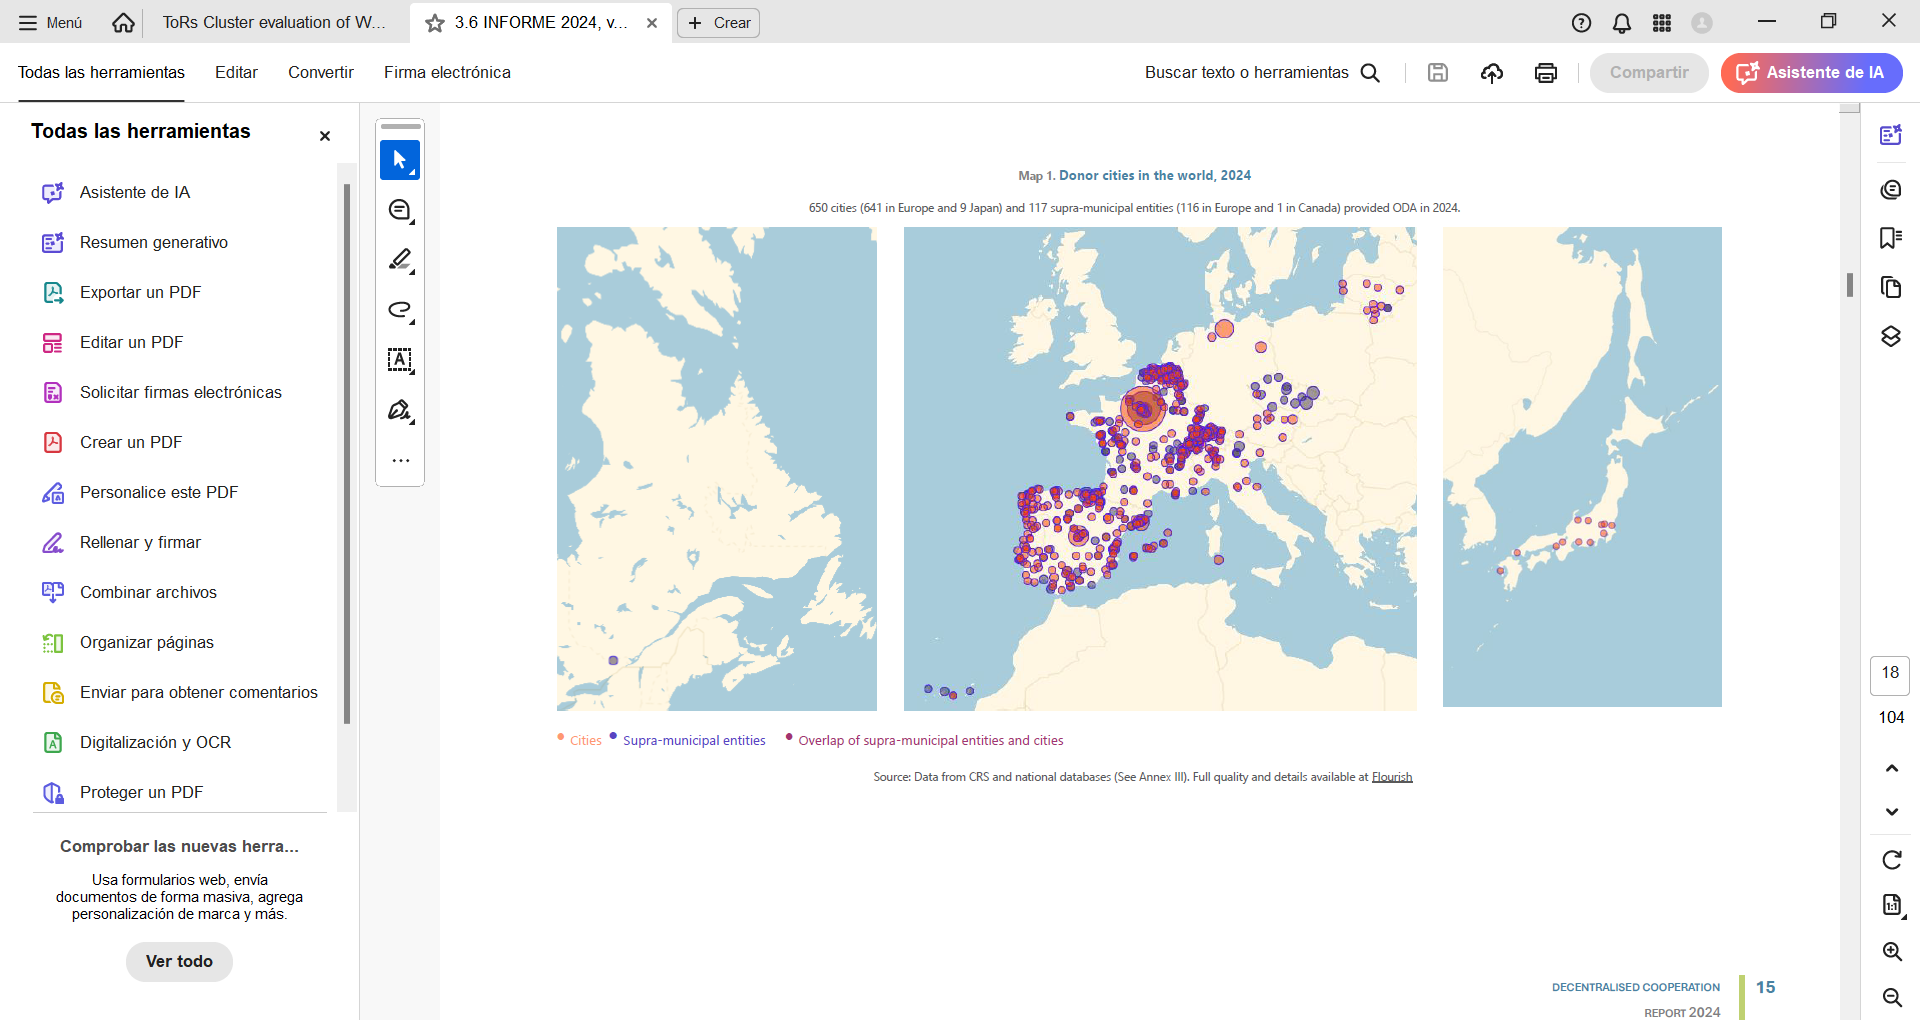 Menú
ToRs Cluster evaluation of W...
3.6 INFORME 2024, v...
Crear
Todas las herramientas
Editar
Convertir
Firma electrónica
Buscar texto o herramientas
Compartir
Asistente de IA
Todas las herramientas
Asistente de IA
Resumen generativo
Exportar un PDF
Editar un PDF
Solicitar firmas electrónicas
Crear un PDF
Personalice este PDF
Rellenar y firmar
Combinar archivos
Organizar páginas
Enviar para obtener comentarios
Digitalización y OCR
Proteger un PDF
Comprobar las nuevas herra...
Usa formularios web, envía
documentos de forma masiva, agrega
personalización de marca y más.
Ver todo
Map 1. Donor cities in the world, 2024
650 cities (641 in Europe and 9 Japan) and 117 supra-municipal entities (116 in Europe and 1 in Canada) provided ODA in 2024.
Cities
Supra-municipal entities
Overlap of supra-municipal entities and cities
Source: Data from CRS and national databases (See Annex III). Full quality and details available at Flourish
DECENTRALISED COOPERATION
REPORT 2024
15
18
104